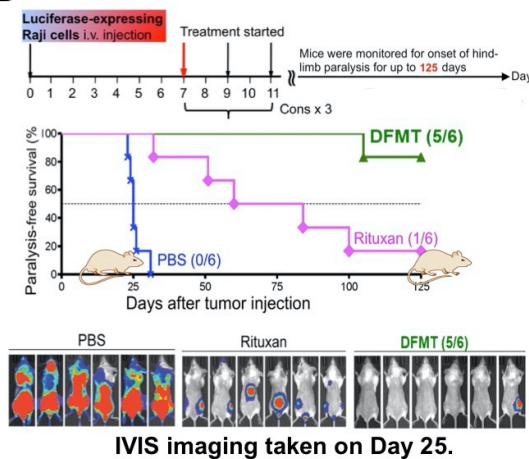 Luciferase-expressing
Raji cells i.v. injection
Treatment started
Mice were monitored for onset of hind-
limb paralysis for up to 125 days
Day
0 1 2 3 4 5 6 7 8 9 10 11
Cons x 3
Paralysis-free survival (%
100
80
60
40
20
0
DFMT (5/6)
Rituxan (1/6)
PBS (0/6)
0 25 50 75 100 125
Days after tumor injection
PBS Rituxan DFMT (5/6)
IVIS imaging taken on Day 25.